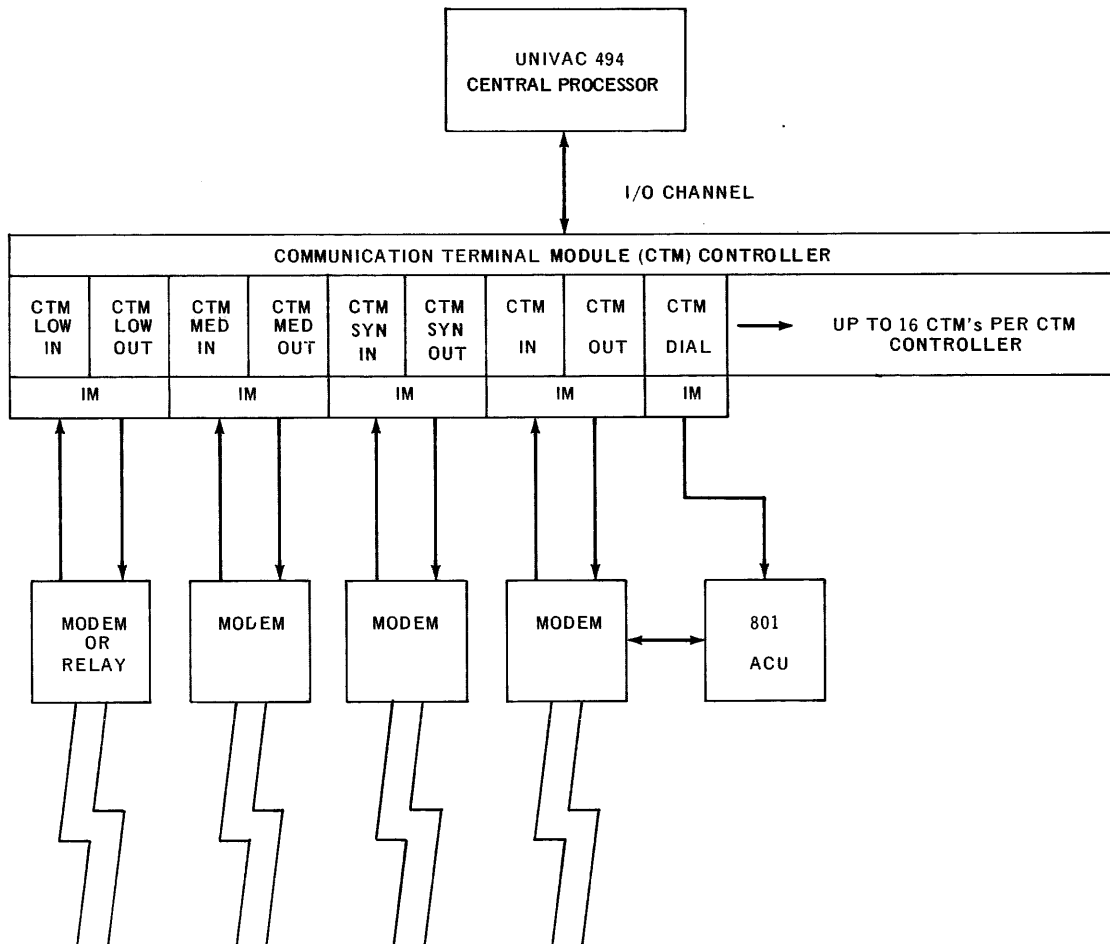 UNIVAC 494
CENTRAL PROCESSOR
I/O CHANNEL
COMMUNICATION TERMINAL MODULE (CTM) CONTROLLER
CTM
LOW
IN
CTM
LOW
OUT
CTM
MED
IN
CTM
MED
OUT
CTM
SYN
IN
CTM
SYN
OUT
CTM
IN
CTM
OUT
CTM
DIAL
UP TO 16 CTM's PER CTM
CONTROLLER
IM
IM
IM
IM
IM
MODEM
OR
RELAY
MODEM
MODEM
MODEM
801
ACU